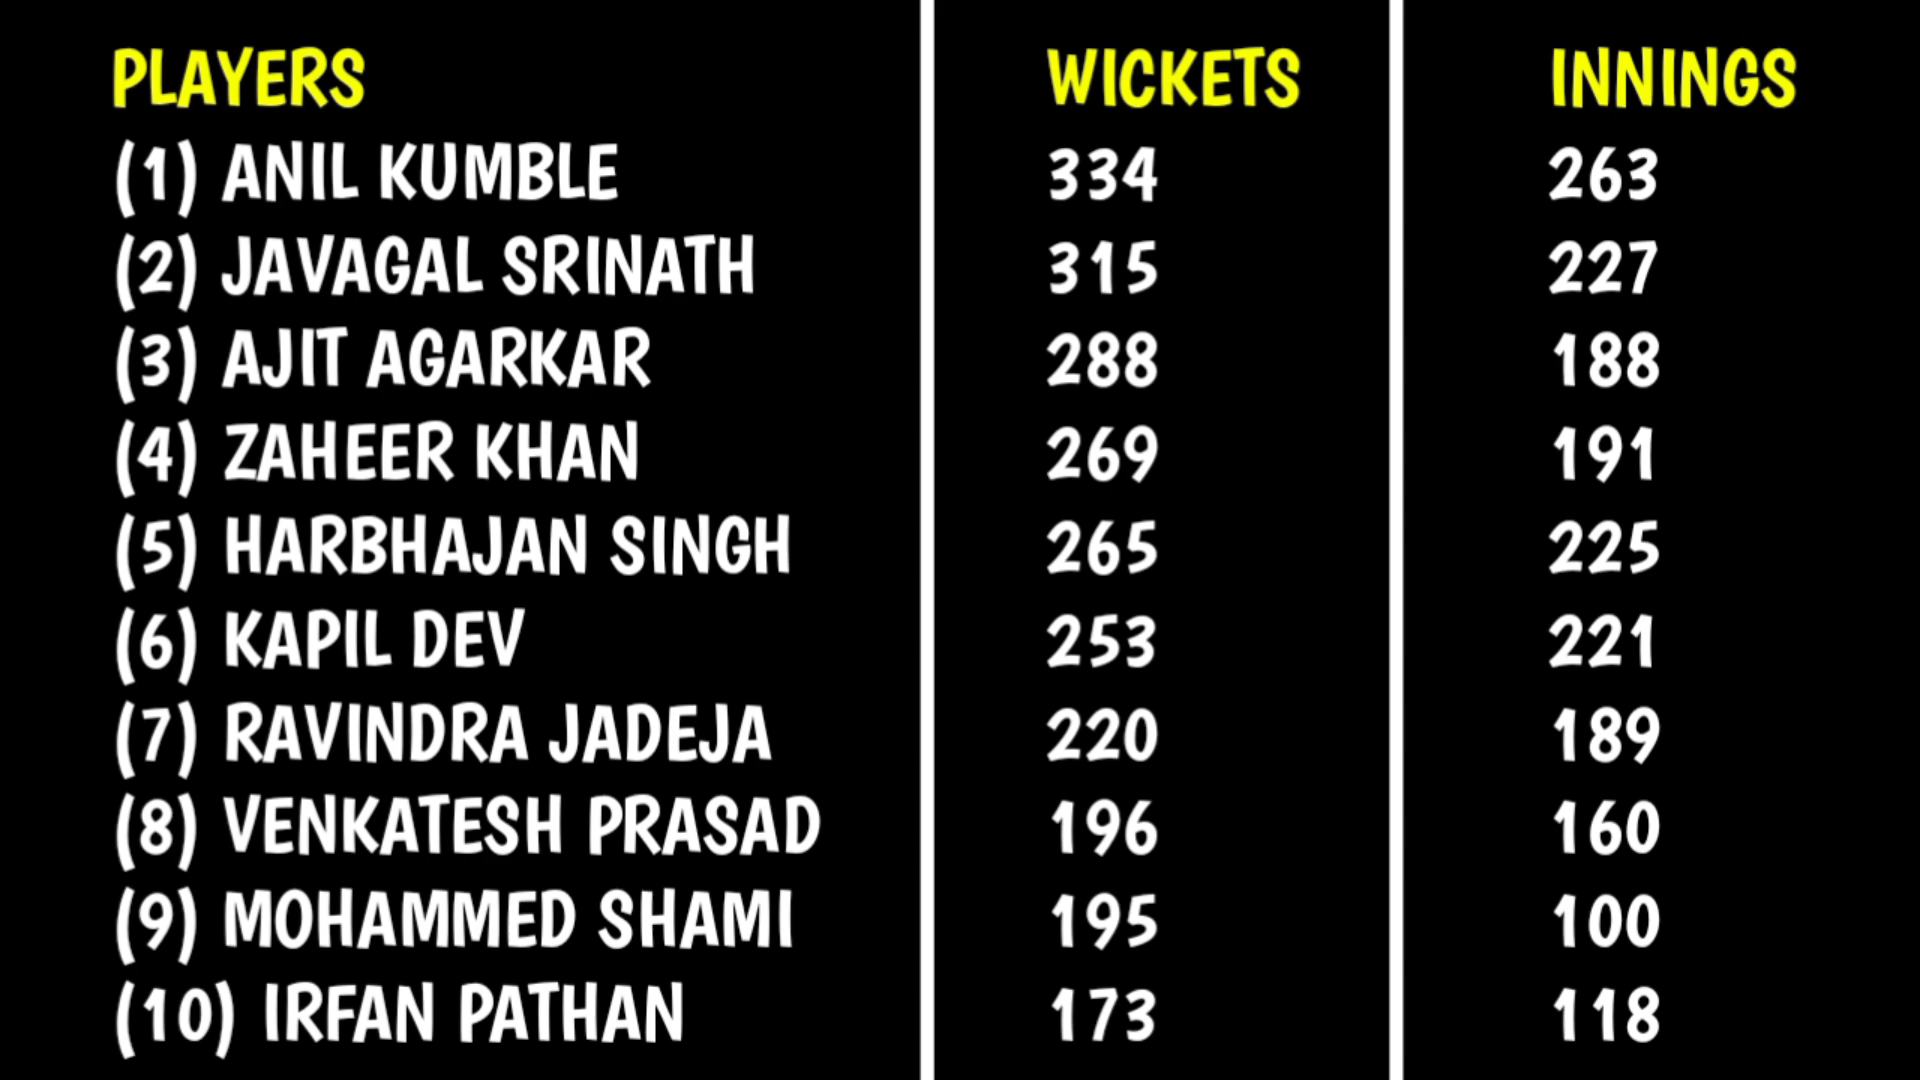 PLAYERS WICKETS INNINGS
(1) ANIL KUMBLE 334 263
(2) JAVAGAL SRINATH 315 227
(3) AJIT AGARKAR 288 188
(4) ZAHEER KHAN 269 191
(5) HARBHAJAN SINGH 265 225
(6) KAPIL DEV 253 221
(7) RAVINDRA JADEJA 220 189
(8) VENKATESH PRASAD 196 160
(9) MOHAMMED SHAMI 195 100
(10) IRFAN PATHAN 173 118